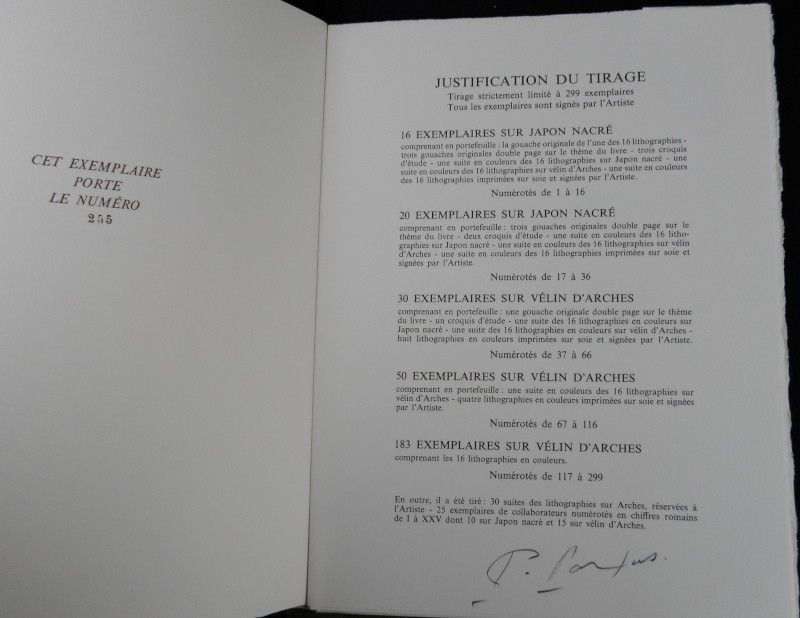 CET EXEMPLAIRE
PORTE
LE NUMÉRO
255
JUSTIFICATION DU TIRAGE
Tirage strictement limité à 299 exemplaires
Tous les exemplaires sont signés par l'Artiste
16 EXEMPLAIRES SUR JAPON NACRÉ
comprenant en portefeuille : la gouache originale de l'une des 16 lithographies -
trois gouaches originales double page sur le thème du livre - trois croquis
d'étude - une suite en couleurs des 16 lithographies sur Japon nacré - une
suite en couleurs des 16 lithographies sur vélin d'Arches - une suite en couleurs
des 16 lithographies imprimées sur soie et signées par l'Artiste.
Numérotés de 1 à 16
20 EXEMPLAIRES SUR JAPON NACRÉ
comprenant en portefeuille : trois gouaches originales double page sur le
thème du livre - deux croquis d'étude - une suite en couleurs des 16 litho-
graphies sur Japon nacré - une suite en couleurs des 16 lithographies sur vélin
d'Arches - une suite en couleurs des 16 lithographies imprimées sur soie et
signées par l'Artiste.
Numérotés de 17 à 36
30 EXEMPLAIRES SUR VÉLIN D'ARCHES
comprenant en portefeuille : une gouache originale double page sur le thème
du livre - un croquis d'étude - une suite des 16 lithographies en couleurs sur
Japon nacré - une suite des 16 lithographies en couleurs sur vélin d'Arches -
huit lithographies en couleurs imprimées sur soie et signées par l'Artiste.
Numérotés de 37 à 66
50 EXEMPLAIRES SUR VÉLIN D'ARCHES
comprenant en portefeuille : une suite en couleurs des 16 lithographies sur
vélin d'Arches - quatre lithographies en couleurs imprimées sur soie et signées
par l'Artiste.
Numérotés de 67 à 116
183 EXEMPLAIRES SUR VÉLIN D'ARCHES
comprenant les 16 lithographies en couleurs.
Numérotés de 117 à 299
En outre, il a été tiré : 30 suites des lithographies sur Arches, réservées à
l'Artiste - 25 exemplaires de collaborateurs numérotés en chiffres romains
de I à XXV dont 10 sur Japon nacré et 15 sur vélin d'Arches.